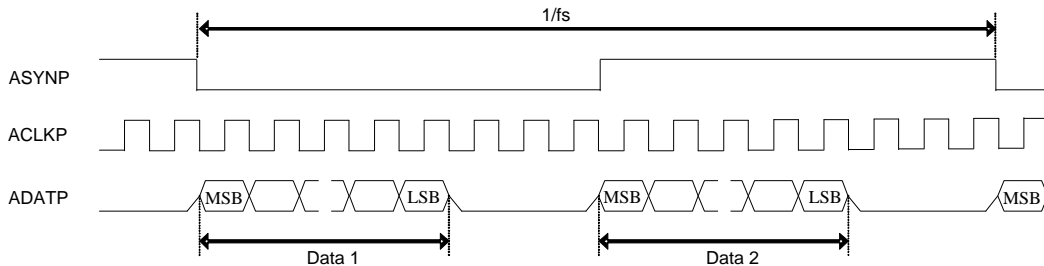 1/fs
ASYNP
ACLKP
ADATP
MSB LSB MSB LSB MSB
Data 1 Data 2